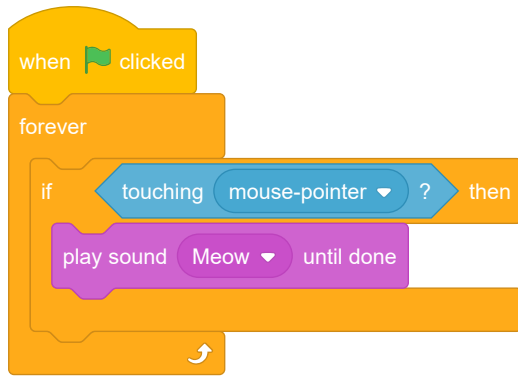 when clicked
forever
if touching mouse-pointer ? then
play sound Meow until done